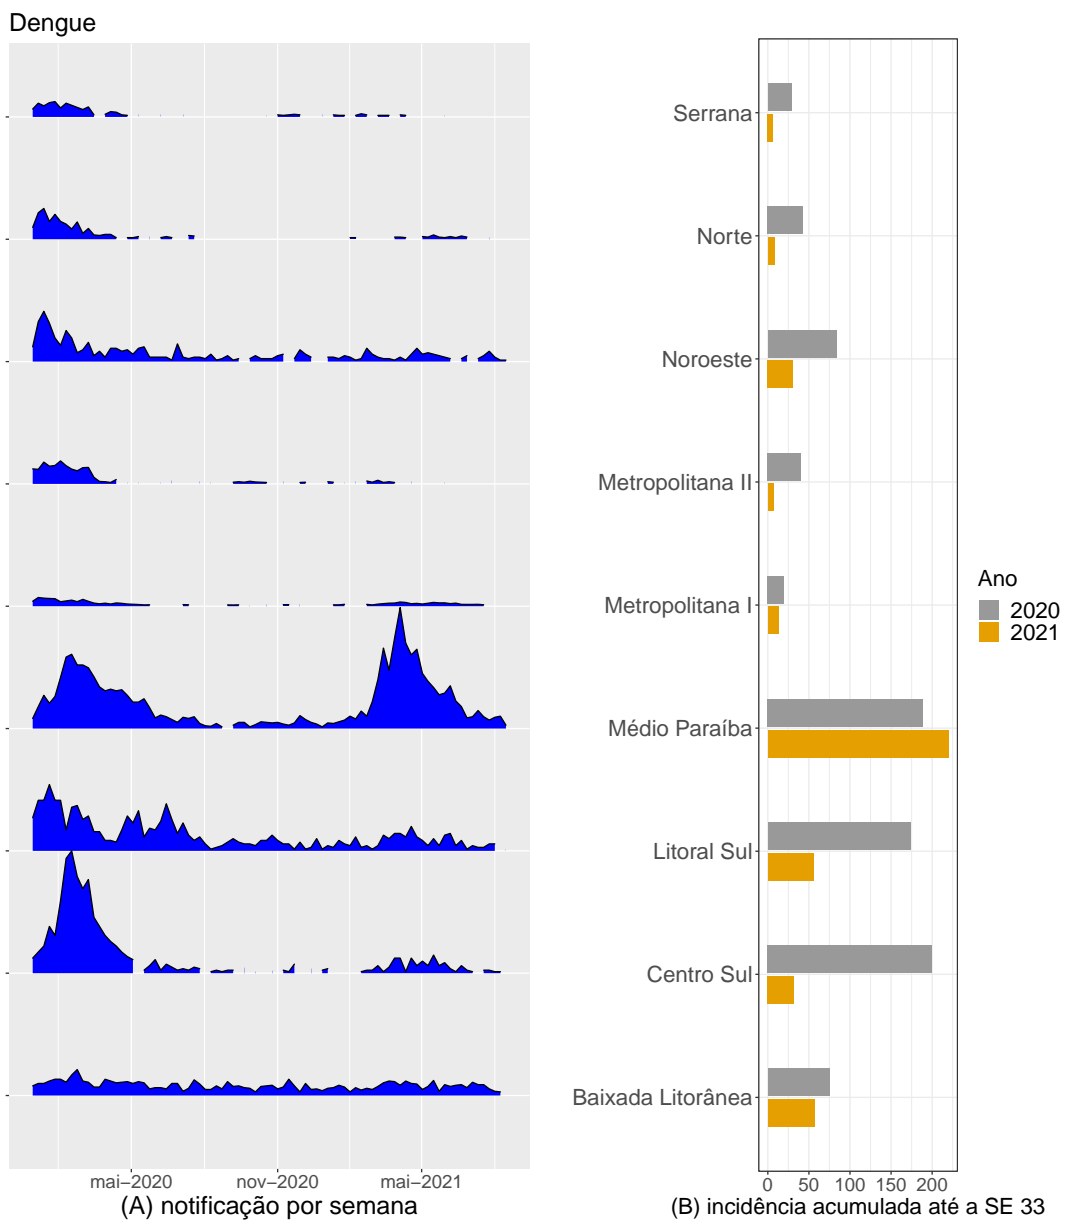 Dengue
Serrana
Norte
Noroeste
Metropolitana II
Metropolitana I
Médio Paraíba
Litoral Sul
Centro Sul
Baixada Litorânea
Ano
2020
2021
mai–2020 nov–2020 mai–2021
0 50 100 150 200
(A) notificação por semana
(B) incidência acumulada até a SE 33